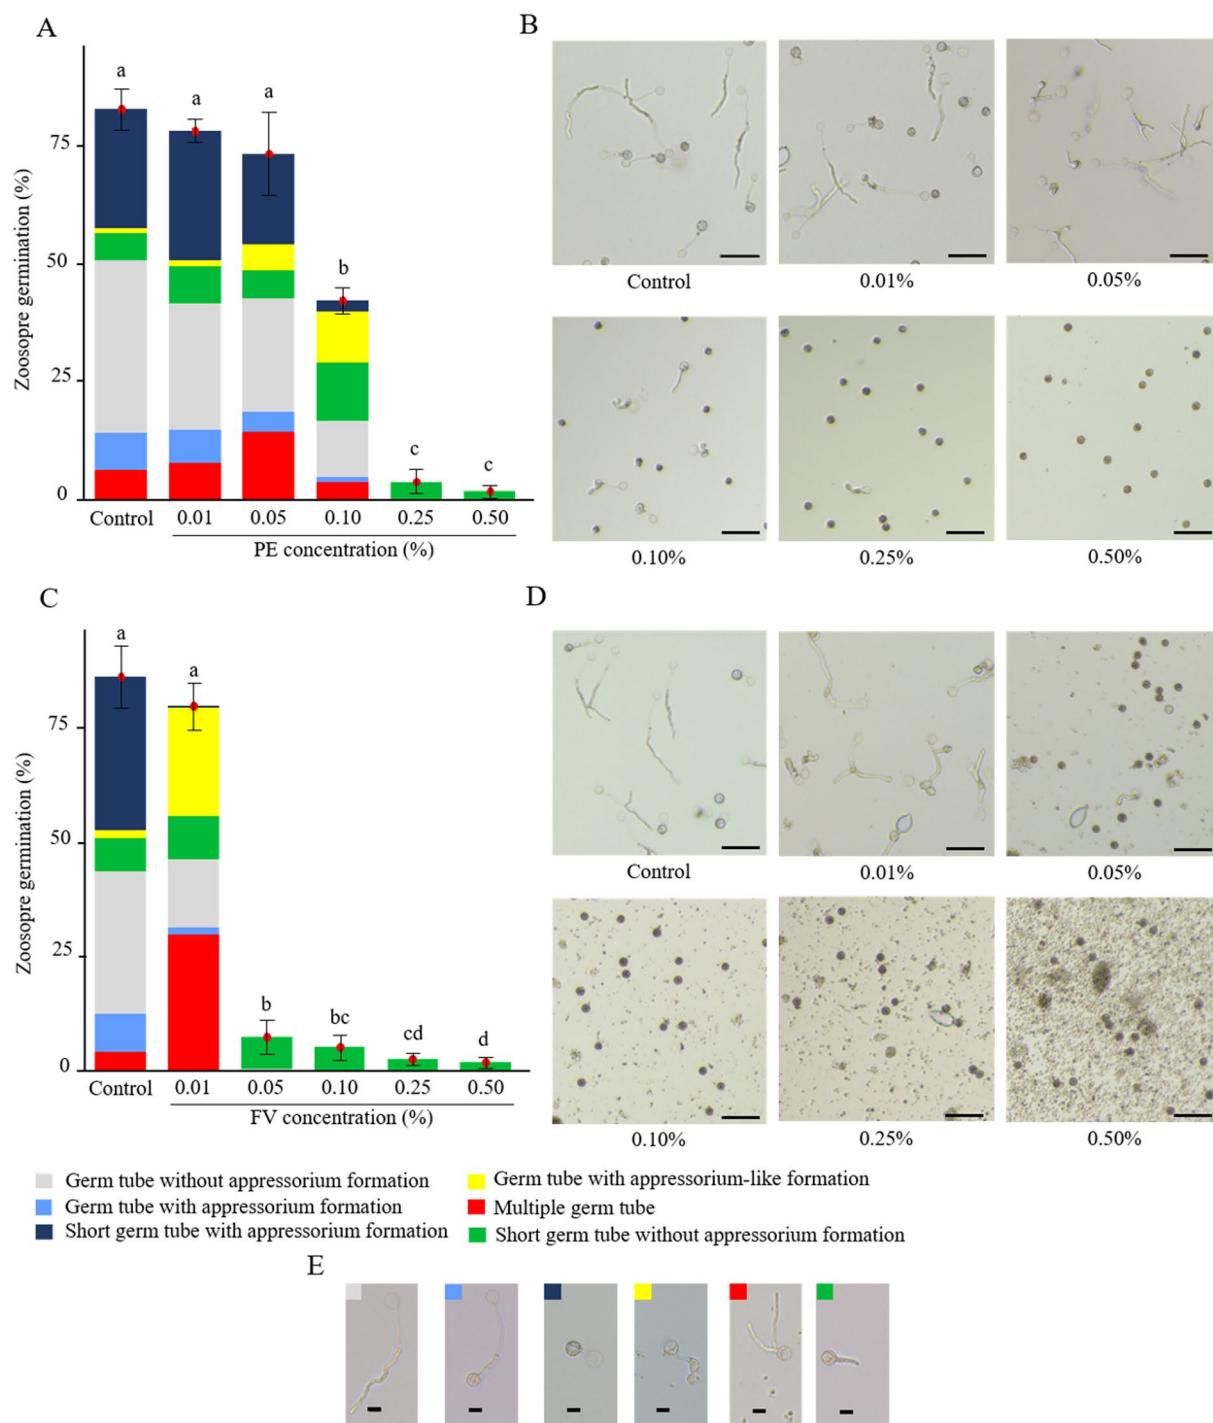 A
Zoosopre germination (%)
75
50
25
0
a
a
a
b
c
c
Control
0.01
0.05
0.10
0.25
0.50
PE concentration (%)
B
Control
0.01%
0.05%
0.10%
0.25%
0.50%
C
Zoosopre germination (%)
75
50
25
0
a
a
b
bc
cd
d
Control
0.01
0.05
0.10
0.25
0.50
FV concentration (%)
D
Control
0.01%
0.05%
0.10%
0.25%
0.50%
Germ tube without appressorium formation
Germ tube with appressorium formation
Short germ tube with appressorium formation
Germ tube with appressorium-like formation
Multiple germ tube
Short germ tube without appressorium formation
E